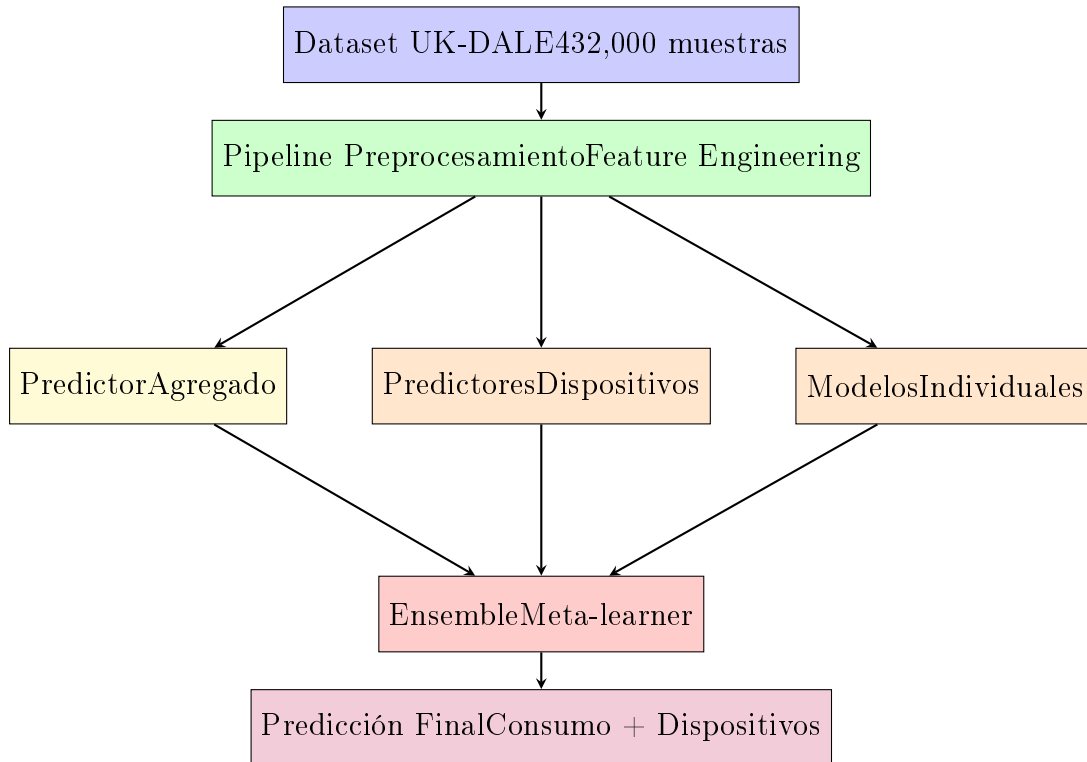 Dataset UK-DALE432,000 muestras
Pipeline PreprocesamientoFeature Engineering
PredictorAgregado
PredictoresDispositivos
ModelosIndividuales
EnsembleMeta-learner
Predicción FinalConsumo + Dispositivos